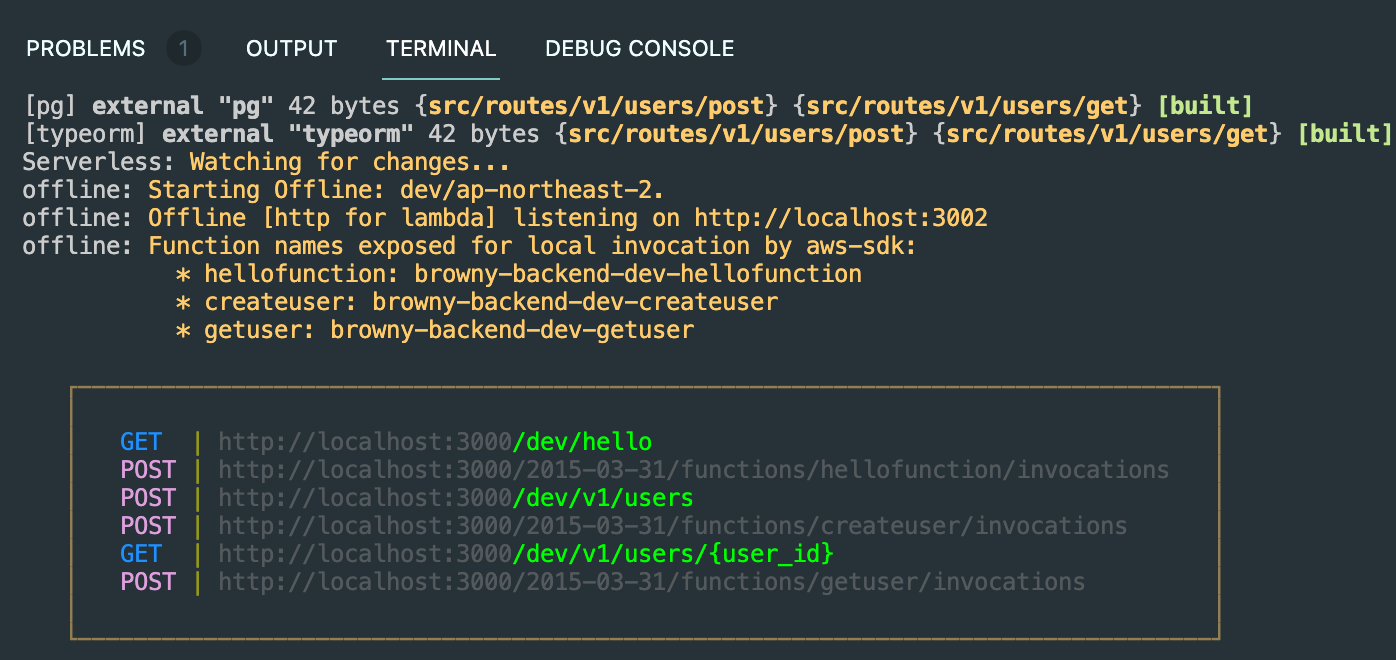 PROBLEMS 1 OUTPUT TERMINAL DEBUG CONSOLE
[pg] external "pg" 42 bytes {src/routes/v1/users/post} {src/routes/v1/users/get} [built]
[typeorm] external "typeorm" 42 bytes {src/routes/v1/users/post} {src/routes/v1/users/get} [built]
Serverless: Watching for changes...
offline: Starting Offline: dev/ap-northeast-2.
offline: Offline [http for lambda] listening on http://localhost:3002
offline: Function names exposed for local invocation by aws-sdk:
* hellofunction: browny-backend-dev-hellofunction
* createuser: browny-backend-dev-createuser
* getuser: browny-backend-dev-getuser
GET | http://localhost:3000/dev/hello
POST | http://localhost:3000/2015-03-31/functions/hellofunction/invocations
POST | http://localhost:3000/dev/v1/users
POST | http://localhost:3000/2015-03-31/functions/createuser/invocations
GET | http://localhost:3000/dev/v1/users/{user_id}
POST | http://localhost:3000/2015-03-31/functions/getuser/invocations